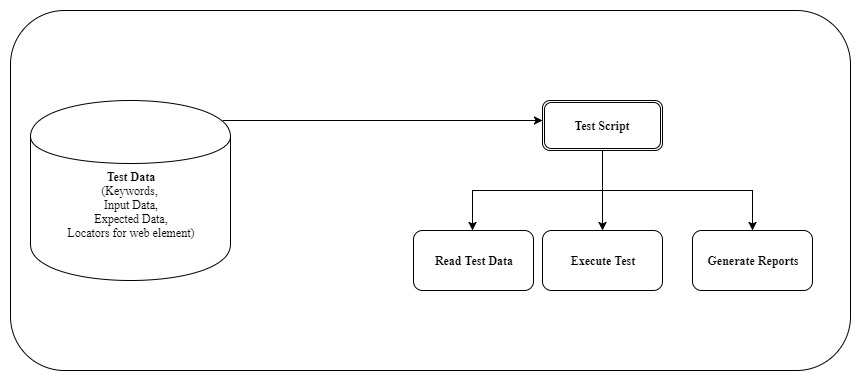 Test Script
Test Data
(Keywords,
Input Data,
Expected Data,
Locators for web element)
Read Test Data
Execute Test
Generate Reports